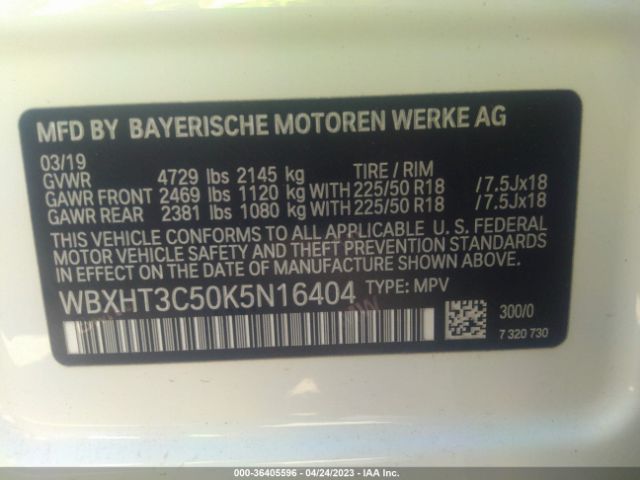 MFD BY BAYERISCHE MOTOREN WERKE AG
03/19
GVWR 4729 lbs 2145 kg TIRE / RIM
GAWR FRONT 2469 lbs 1120 kg WITH 225/50 R18 /7.5Jx18
GAWR REAR 2381 lbs 1080 kg WITH 225/50 R18 /7.5Jx18
THIS VEHICLE CONFORMS TO ALL APPLICABLE U. S. FEDERAL
MOTOR VEHICLE SAFETY AND THEFT PREVENTION STANDARDS
IN EFFECT ON THE DATE OF MANUFACTURE SHOWN ABOVE.
WBXHT3C50K5N16404 TYPE: MPV
300/0
7 320 730
000-36405596 - 04/24/2023 - IAA Inc.